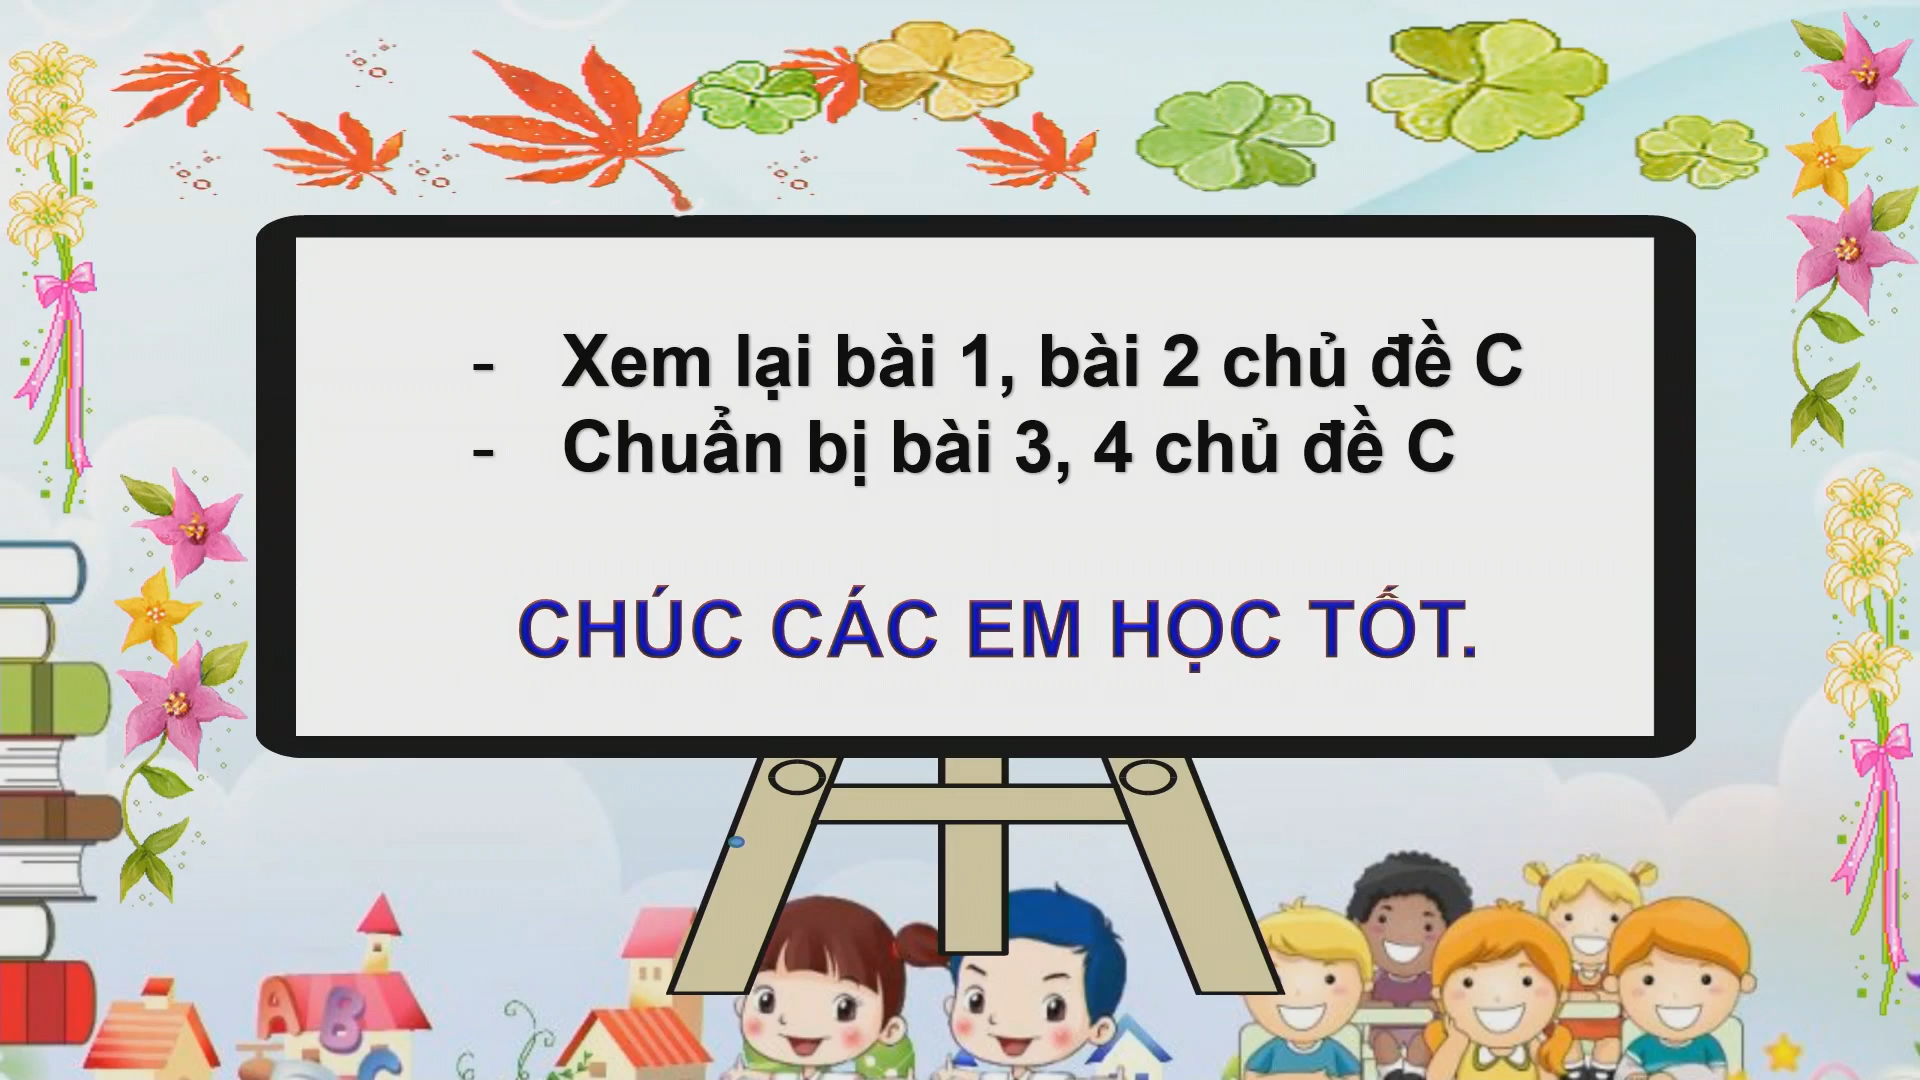 - Xem lại bài 1, bài 2 chủ đề C
- Chuẩn bị bài 3, 4 chủ đề C
CHÚC CÁC EM HỌC TỐT.
A B C